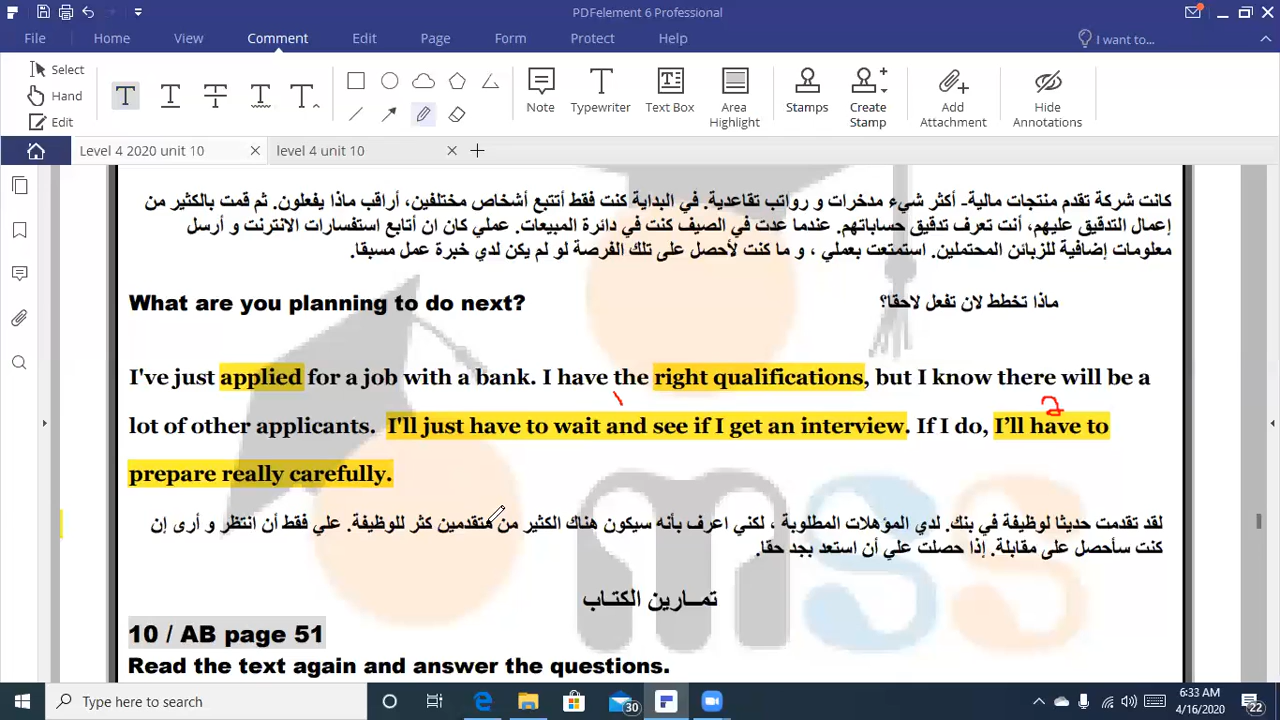 PDFelement 6 Professional
File Home View Comment Edit Page Form Protect Help I want to...
Select
Hand
Edit
Note Typewriter Text Box Area Highlight Stamps Create Stamp Add Attachment Hide Annotations
Level 4 2020 unit 10 level 4 unit 10
كانت شركة تقدم منتجات مالية- أكثر شيء مدخرات و رواتب تقاعدية. في البداية كنت فقط أتتبع أشخاص مختلفين، أراقب ماذا يفعلون. ثم قمت بالكثير من
إعمال التدقيق عليهم، أنت تعرف تدقيق حساباتهم. عندما عدت في الصيف كنت في دائرة المبيعات. عملي كان ان أتابع استفسارات الانترنت و أرسل
معلومات إضافية للزبائن المحتملين. استمتعت بعملي ، و ما كنت لأحصل على تلك الفرصة لو لم يكن لدي خبرة عمل مسبقا.
What are you planning to do next? ماذا تخطط لان تفعل لاحقا؟
I've just applied for a job with a bank. I have the right qualifications, but I know there will be a
lot of other applicants. I'll just have to wait and see if I get an interview. If I do, I'll have to
2
prepare really carefully.
لقد تقدمت حديثا لوظيفة في بنك. لدي المؤهلات المطلوبة ، لكني اعرف بأنه سيكون هناك الكثير من متقدمين كثر للوظيفة. علي فقط أن انتظر و أرى إن
كنت سأحصل على مقابلة. إذا حصلت علي أن استعد بجد حقا.
تمـــارين الكتـاب
10 / AB page 51
Read the text again and answer the questions.
Type here to search
30
6:33 AM
4/16/2020
22